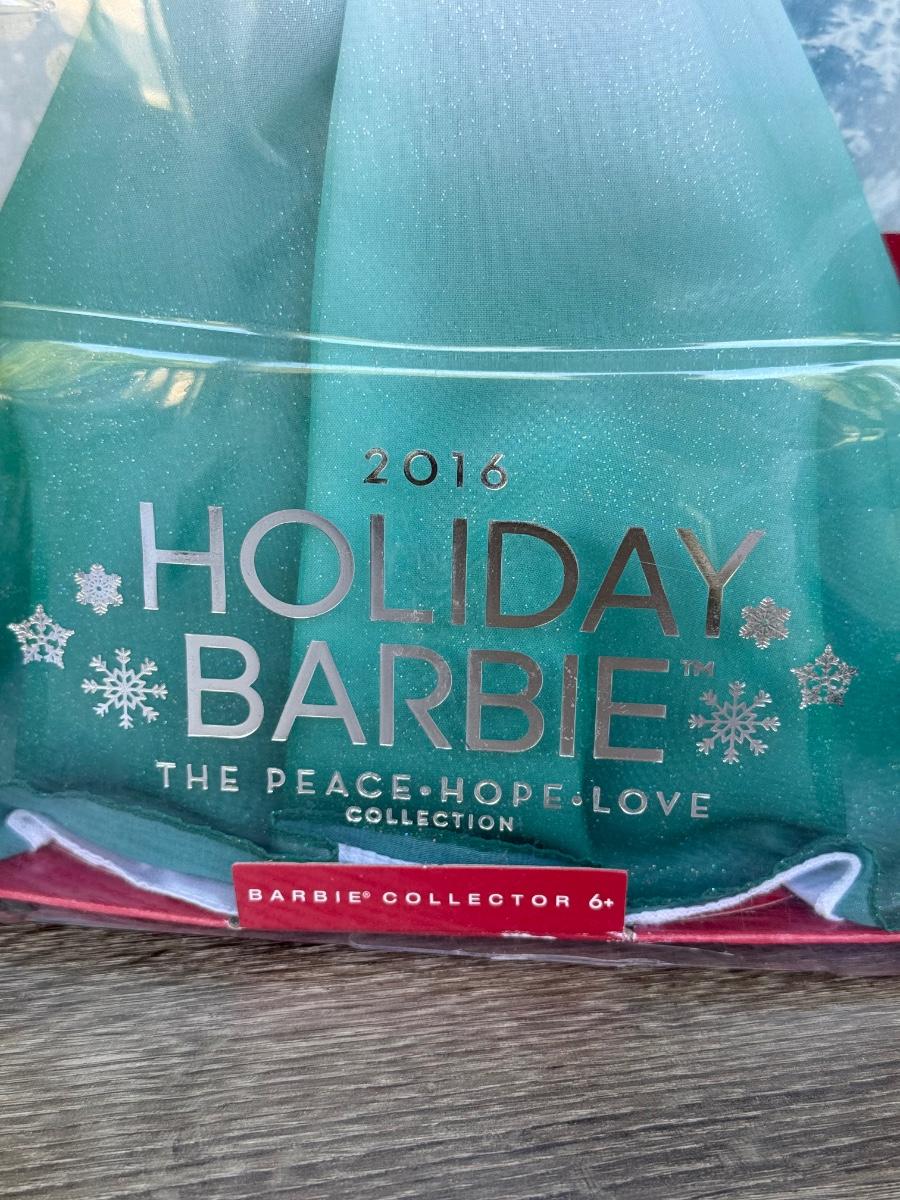 2016
HOLIDAY
BARBIE™
THE PEACE•HOPE•LOVE
COLLECTION
BARBIE® COLLECTOR 6+